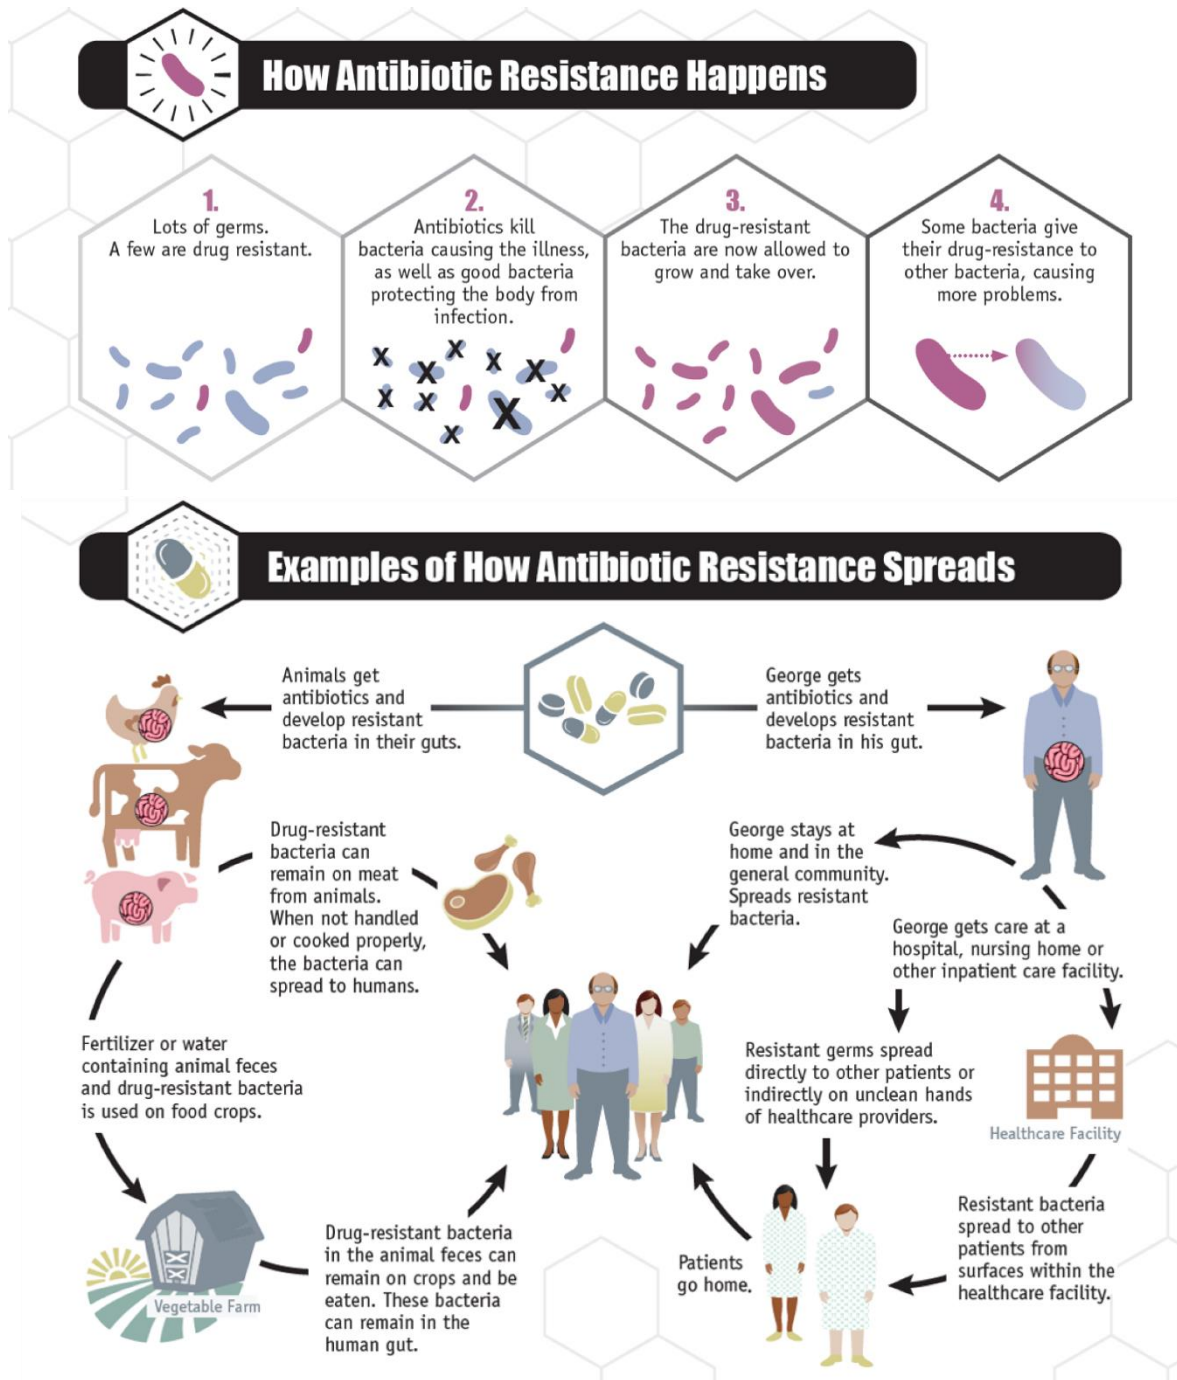 How Antibiotic Resistance Happens
1.
Lots of germs.
A few are drug resistant.
2.
Antibiotics kill
bacteria causing the illness,
as well as good bacteria
protecting the body from
infection.
3.
The drug-resistant
bacteria are now allowed to
grow and take over.
4.
Some bacteria give
their drug-resistance to
other bacteria, causing
more problems.
X
X
X
X
X
X
X
X
X
X
Examples of How Antibiotic Resistance Spreads
Animals get
antibiotics and
develop resistant
bacteria in their guts.
George gets
antibiotics and
develops resistant
bacteria in his gut.
Drug-resistant
bacteria can
remain on meat
from animals.
When not handled
or cooked properly,
the bacteria can
spread to humans.
George stays at
home and in the
general community.
Spreads resistant
bacteria.
George gets care at a
hospital, nursing home or
other inpatient care facility.
Fertilizer or water
containing animal feces
and drug-resistant bacteria
is used on food crops.
Resistant germs spread
directly to other patients or
indirectly on unclean hands
of healthcare providers.
Healthcare Facility
Vegetable Farm
Drug-resistant bacteria
in the animal feces can
remain on crops and be
eaten. These bacteria
can remain in the
human gut.
Patients
go home.
Resistant bacteria
spread to other
patients from
surfaces within the
healthcare facility.